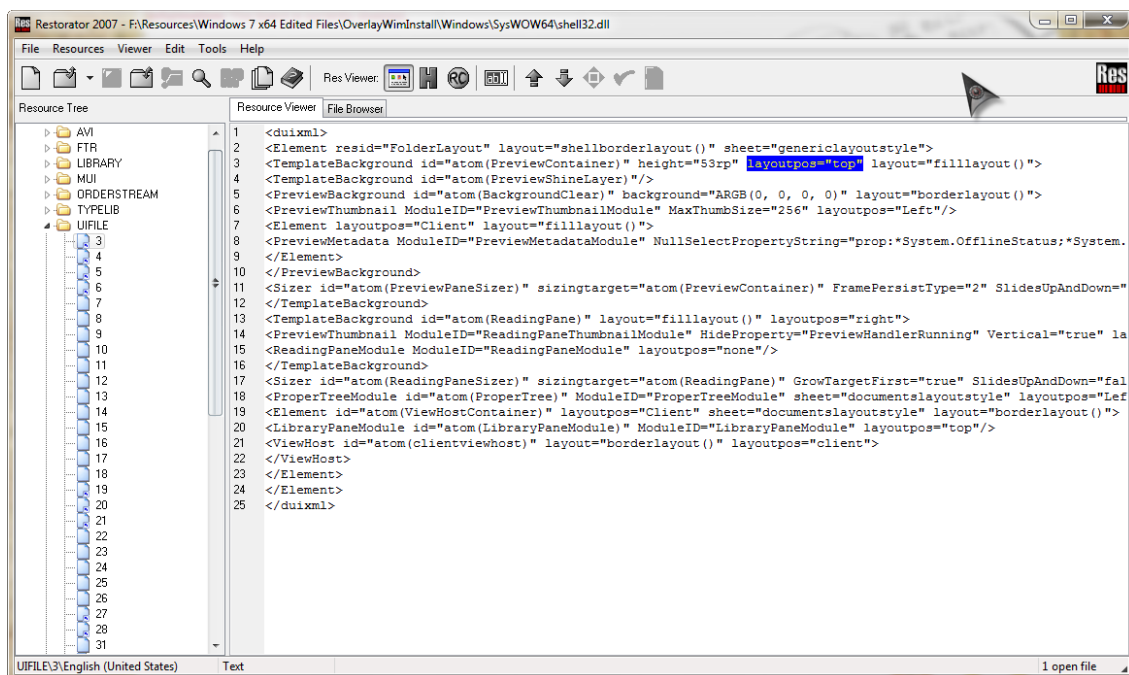 Restorator 2007 - F:\Resources\Windows 7 x64 Edited Files\OverlayWimInstall\Windows\SysWOW64\shell32.dll
File Resources Viewer Edit Tools Help
Res Viewer:
Res
Resource Tree
Resource Viewer
File Browser
AVI
FTR
LIBRARY
MUI
ORDERSTREAM
TYPELIB
UIFILE
3
4
5
6
7
8
9
10
11
12
13
14
15
16
17
18
19
20
21
22
23
24
25
26
27
28
31
1 <duixml>
2 <Element resid="FolderLayout" layout="shellborderlayout()" sheet="genericlayoutstyle">
3 <TemplateBackground id="atom(PreviewContainer)" height="53rp" layoutpos="top" layout="filllayout()">
4 <TemplateBackground id="atom(PreviewShineLayer)"/>
5 <PreviewBackground id="atom(BackgroundClear)" background="ARGB(0, 0, 0, 0)" layout="borderlayout()">
6 <PreviewThumbnail ModuleID="PreviewThumbnailModule" MaxThumbSize="256" layoutpos="Left"/>
7 <Element layoutpos="Client" layout="filllayout()">
8 <PreviewMetadata ModuleID="PreviewMetadataModule" NullSelectPropertyString="prop:*System.OfflineStatus;*System.
9 </Element>
10 </PreviewBackground>
11 <Sizer id="atom(PreviewPaneSizer)" sizingtarget="atom(PreviewContainer)" FramePersistType="2" SlidesUpAndDown="
12 </TemplateBackground>
13 <TemplateBackground id="atom(ReadingPane)" layout="filllayout()" layoutpos="right">
14 <PreviewThumbnail ModuleID="ReadingPaneThumbnailModule" HideProperty="PreviewHandlerRunning" Vertical="true" la
15 <ReadingPaneModule ModuleID="ReadingPaneModule" layoutpos="none"/>
16 </TemplateBackground>
17 <Sizer id="atom(ReadingPaneSizer)" sizingtarget="atom(ReadingPane)" GrowTargetFirst="true" SlidesUpAndDown="fal
18 <ProperTreeModule id="atom(ProperTree)" ModuleID="ProperTreeModule" sheet="documentslayoutstyle" layoutpos="Lef
19 <Element id="atom(ViewHostContainer)" layoutpos="Client" sheet="documentslayoutstyle" layout="borderlayout()">
20 <LibraryPaneModule id="atom(LibraryPaneModule)" ModuleID="LibraryPaneModule" layoutpos="top"/>
21 <ViewHost id="atom(clientviewhost)" layout="borderlayout()" layoutpos="client">
22 </ViewHost>
23 </Element>
24 </Element>
25 </duixml>
UIFILE\3\English (United States)
Text
1 open file